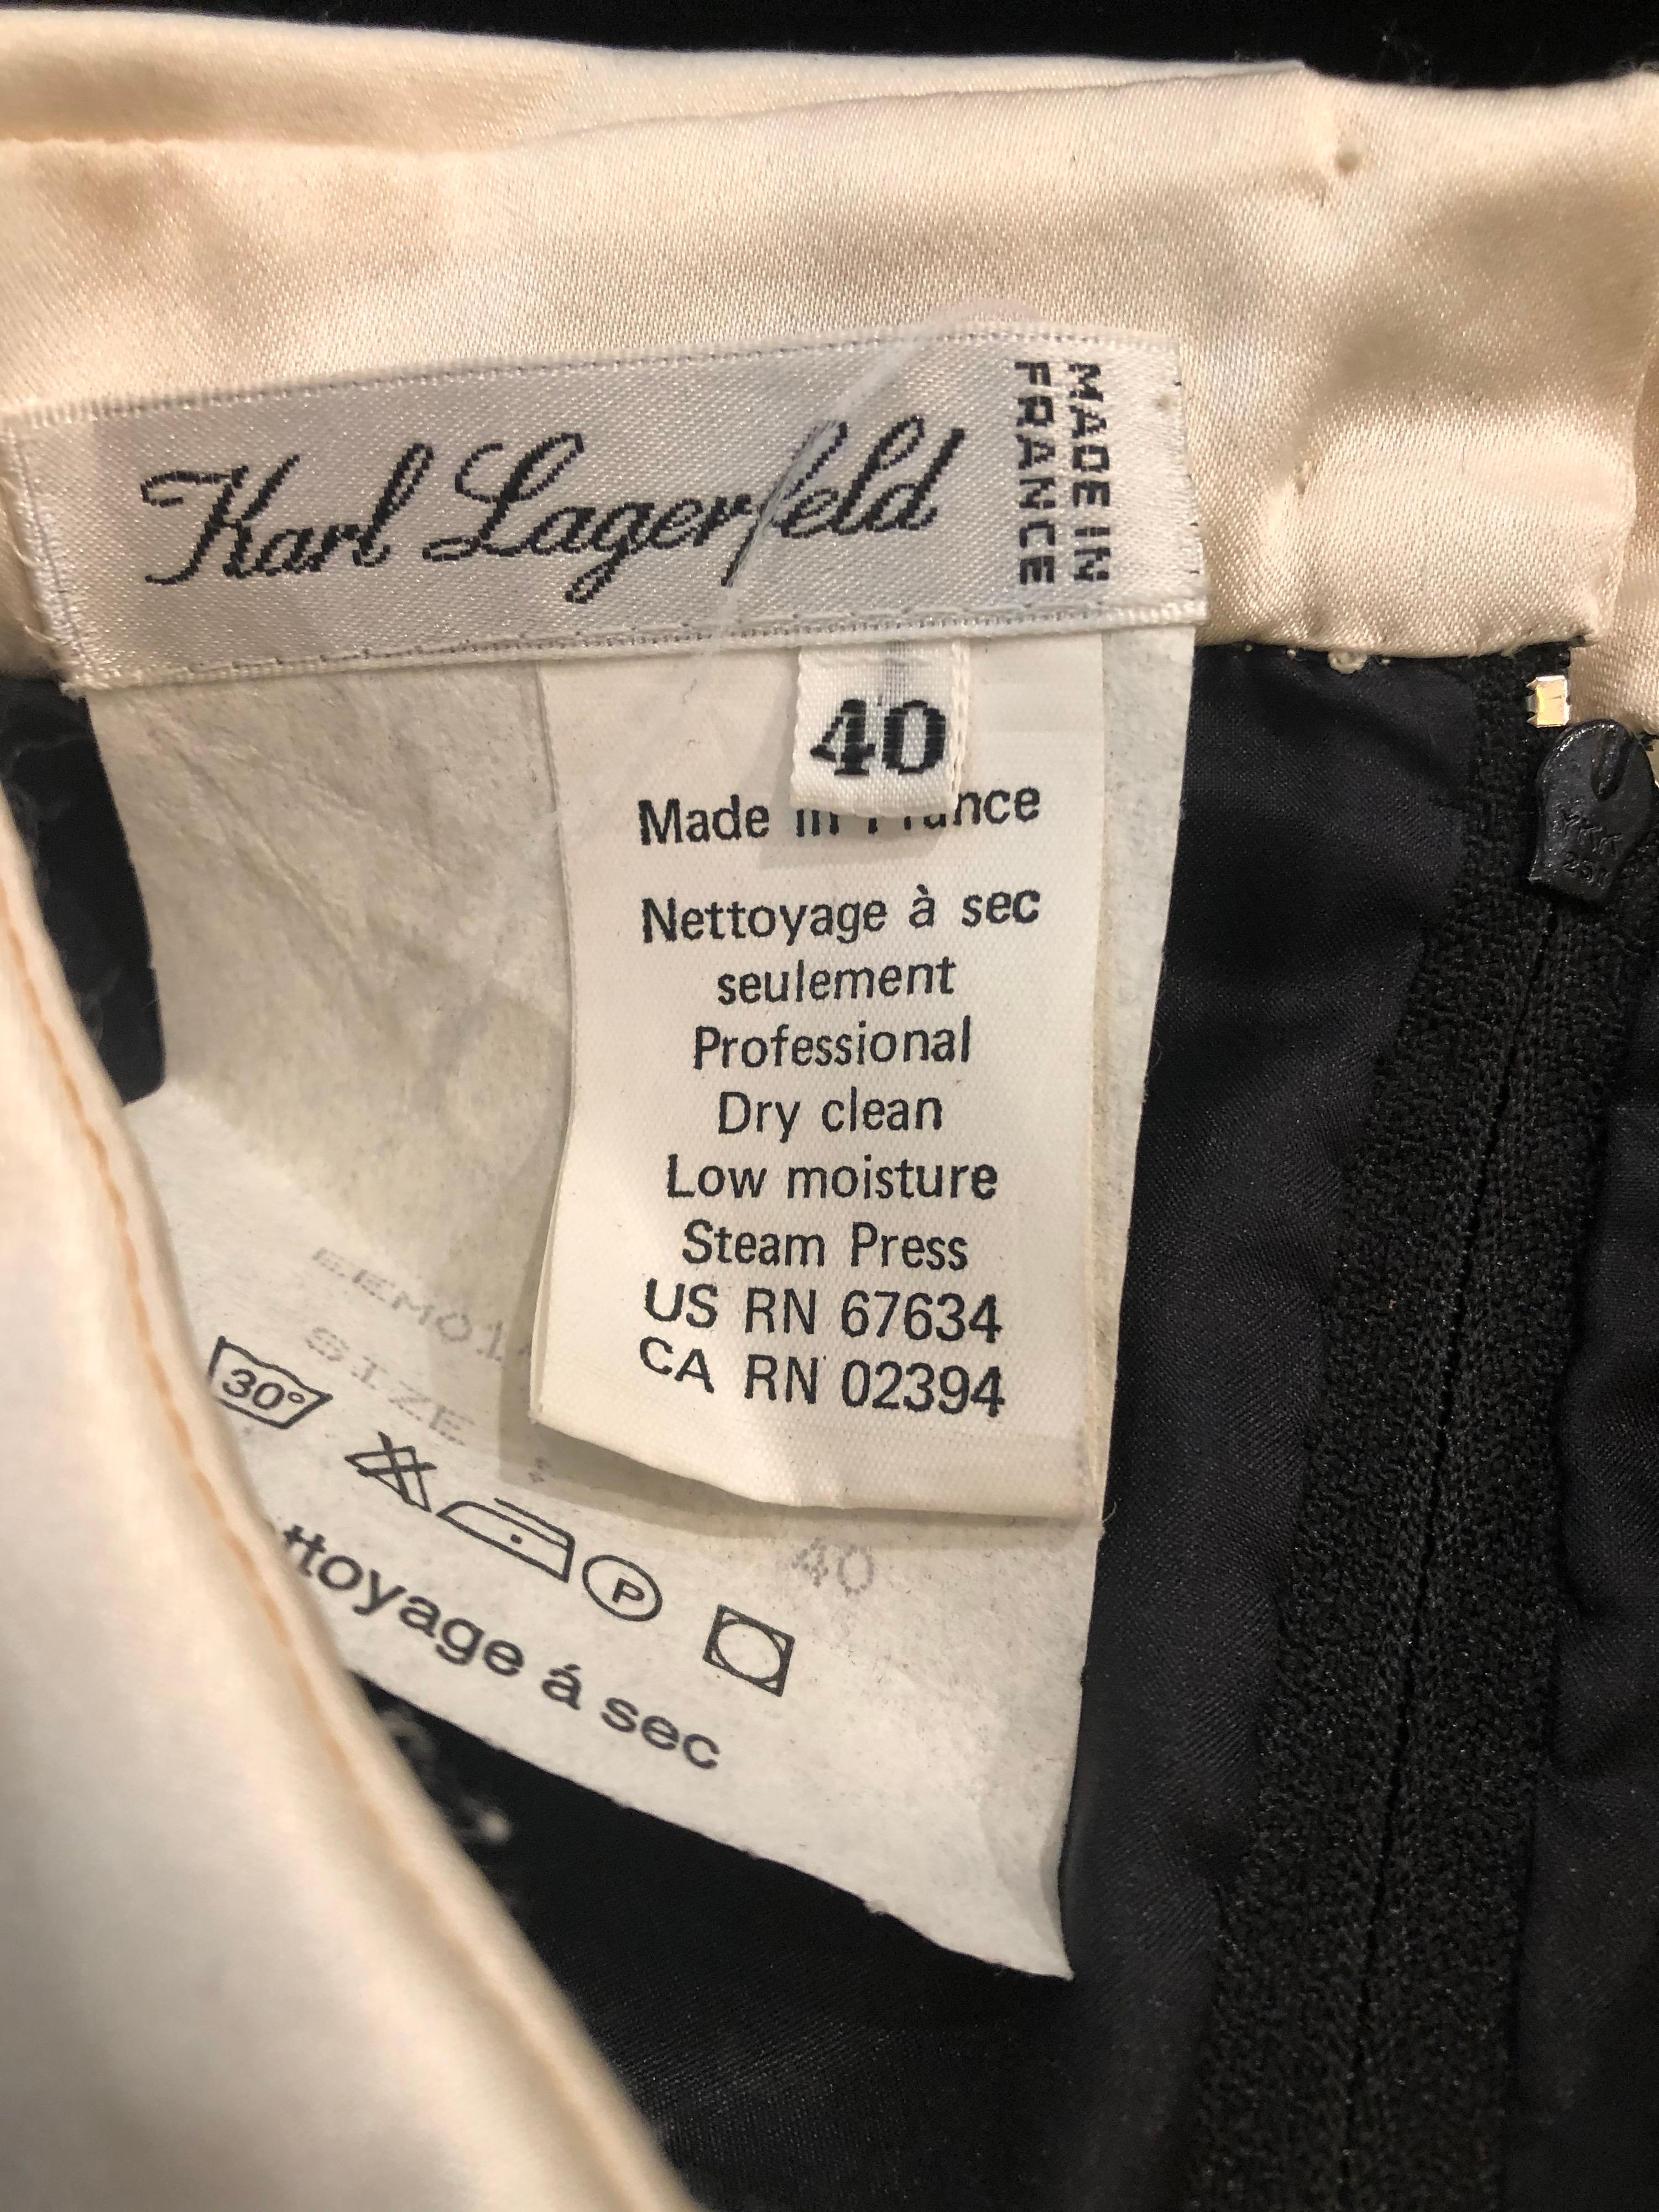 Karl Lagerfeld
MADE IN
FRANCE
40
Made in France
Nettoyage à sec
seulement
Professional
Dry clean
Low moisture
Steam Press
US RN 67634
CA RN 02394
SIZE
40
30°
P
sec
YKK